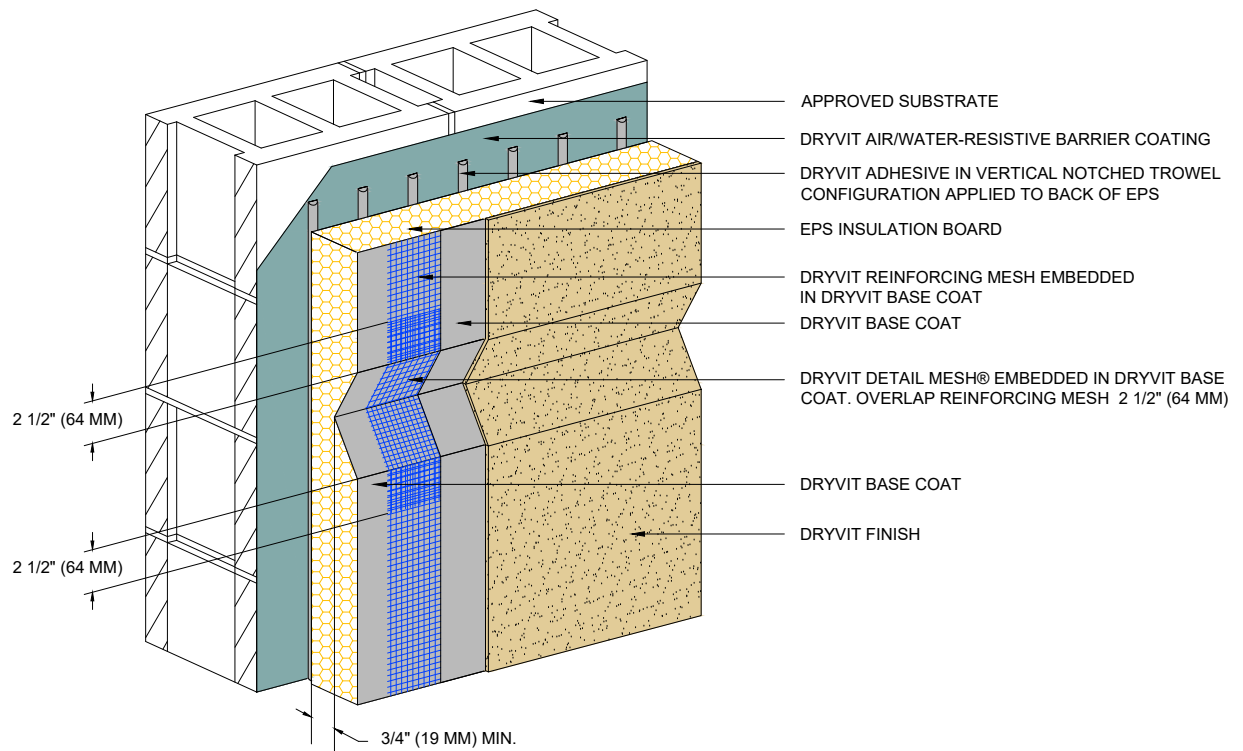 APPROVED SUBSTRATE
DRYVIT AIR/WATER-RESISTIVE BARRIER COATING
DRYVIT ADHESIVE IN VERTICAL NOTCHED TROWEL
CONFIGURATION APPLIED TO BACK OF EPS
EPS INSULATION BOARD
DRYVIT REINFORCING MESH EMBEDDED
IN DRYVIT BASE COAT
DRYVIT BASE COAT
DRYVIT DETAIL MESH® EMBEDDED IN DRYVIT BASE
COAT. OVERLAP REINFORCING MESH 2 1/2" (64 MM)
2 1/2" (64 MM)
DRYVIT BASE COAT
DRYVIT FINISH
2 1/2" (64 MM)
3/4" (19 MM) MIN.